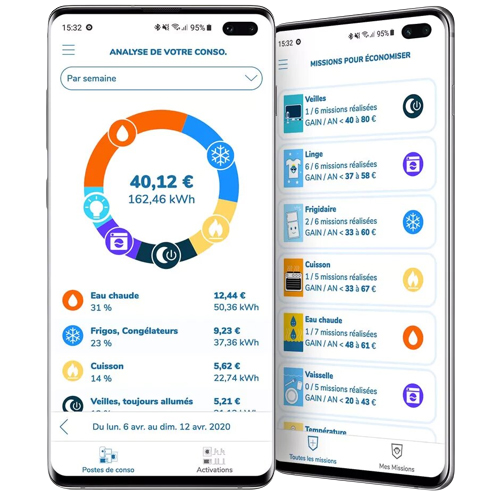 15:32
95%
ANALYSE DE VOTRE CONSO.
Par semaine
40,12 €
162,46 kWh
Eau chaude 12,44 €
31 % 50,36 kWh
Frigos, Congélateurs 9,23 €
23 % 37,36 kWh
Cuisson 5,62 €
14 % 22,74 kWh
Veilles, toujours allumés 5,21 €
Du lun. 6 avr. au dim. 12 avr. 2020
Postes de conso Activations
15:32
95%
MISSIONS POUR ÉCONOMISER
Veilles
1 / 6 missions réalisées
GAIN / AN < 40 à 80 €
Linge
1 / 6 missions réalisées
GAIN / AN < 37 à 58 €
Frigidaire
2 / 6 missions réalisées
GAIN / AN < 33 à 60 €
Cuisson
1 / 5 missions réalisées
GAIN / AN < 33 à 67 €
Eau chaude
1 / 7 missions réalisées
GAIN / AN < 48 à 61 €
Vaisselle
0 / 5 missions réalisées
GAIN / AN < 20 à 43 €
Température
Toutes les missions Mes Missions